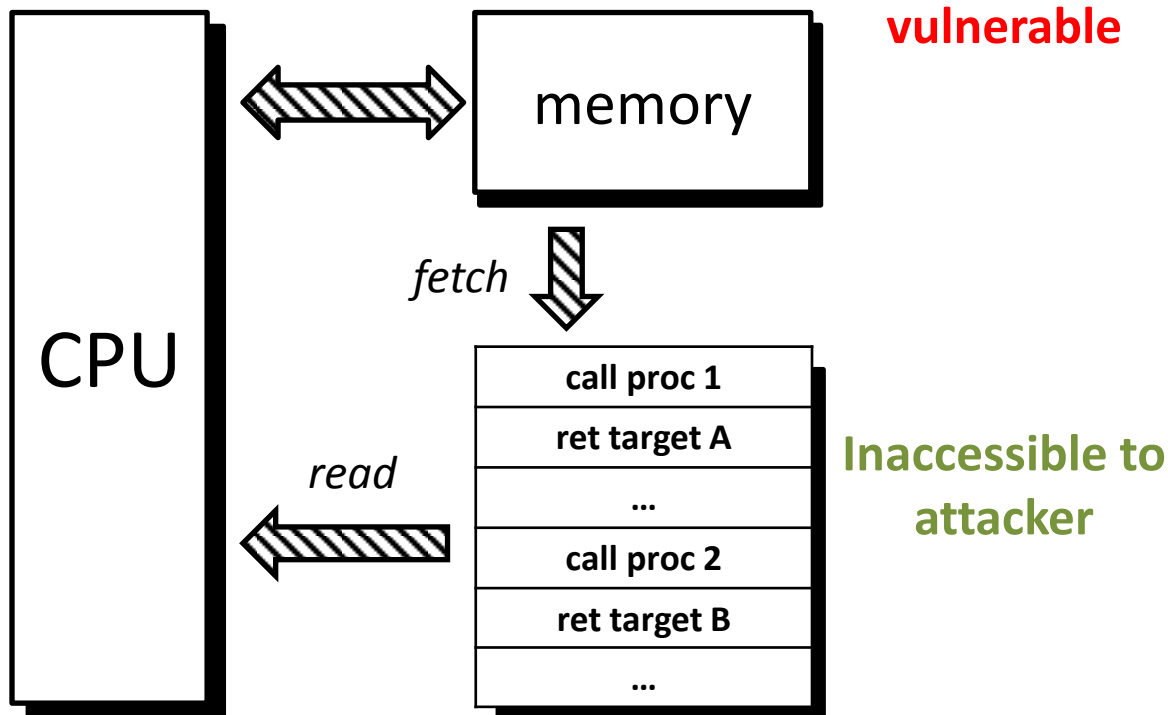 vulnerable
memory
fetch
CPU
call proc 1
ret target A
...
call proc 2
ret target B
...
read
Inaccessible to
attacker